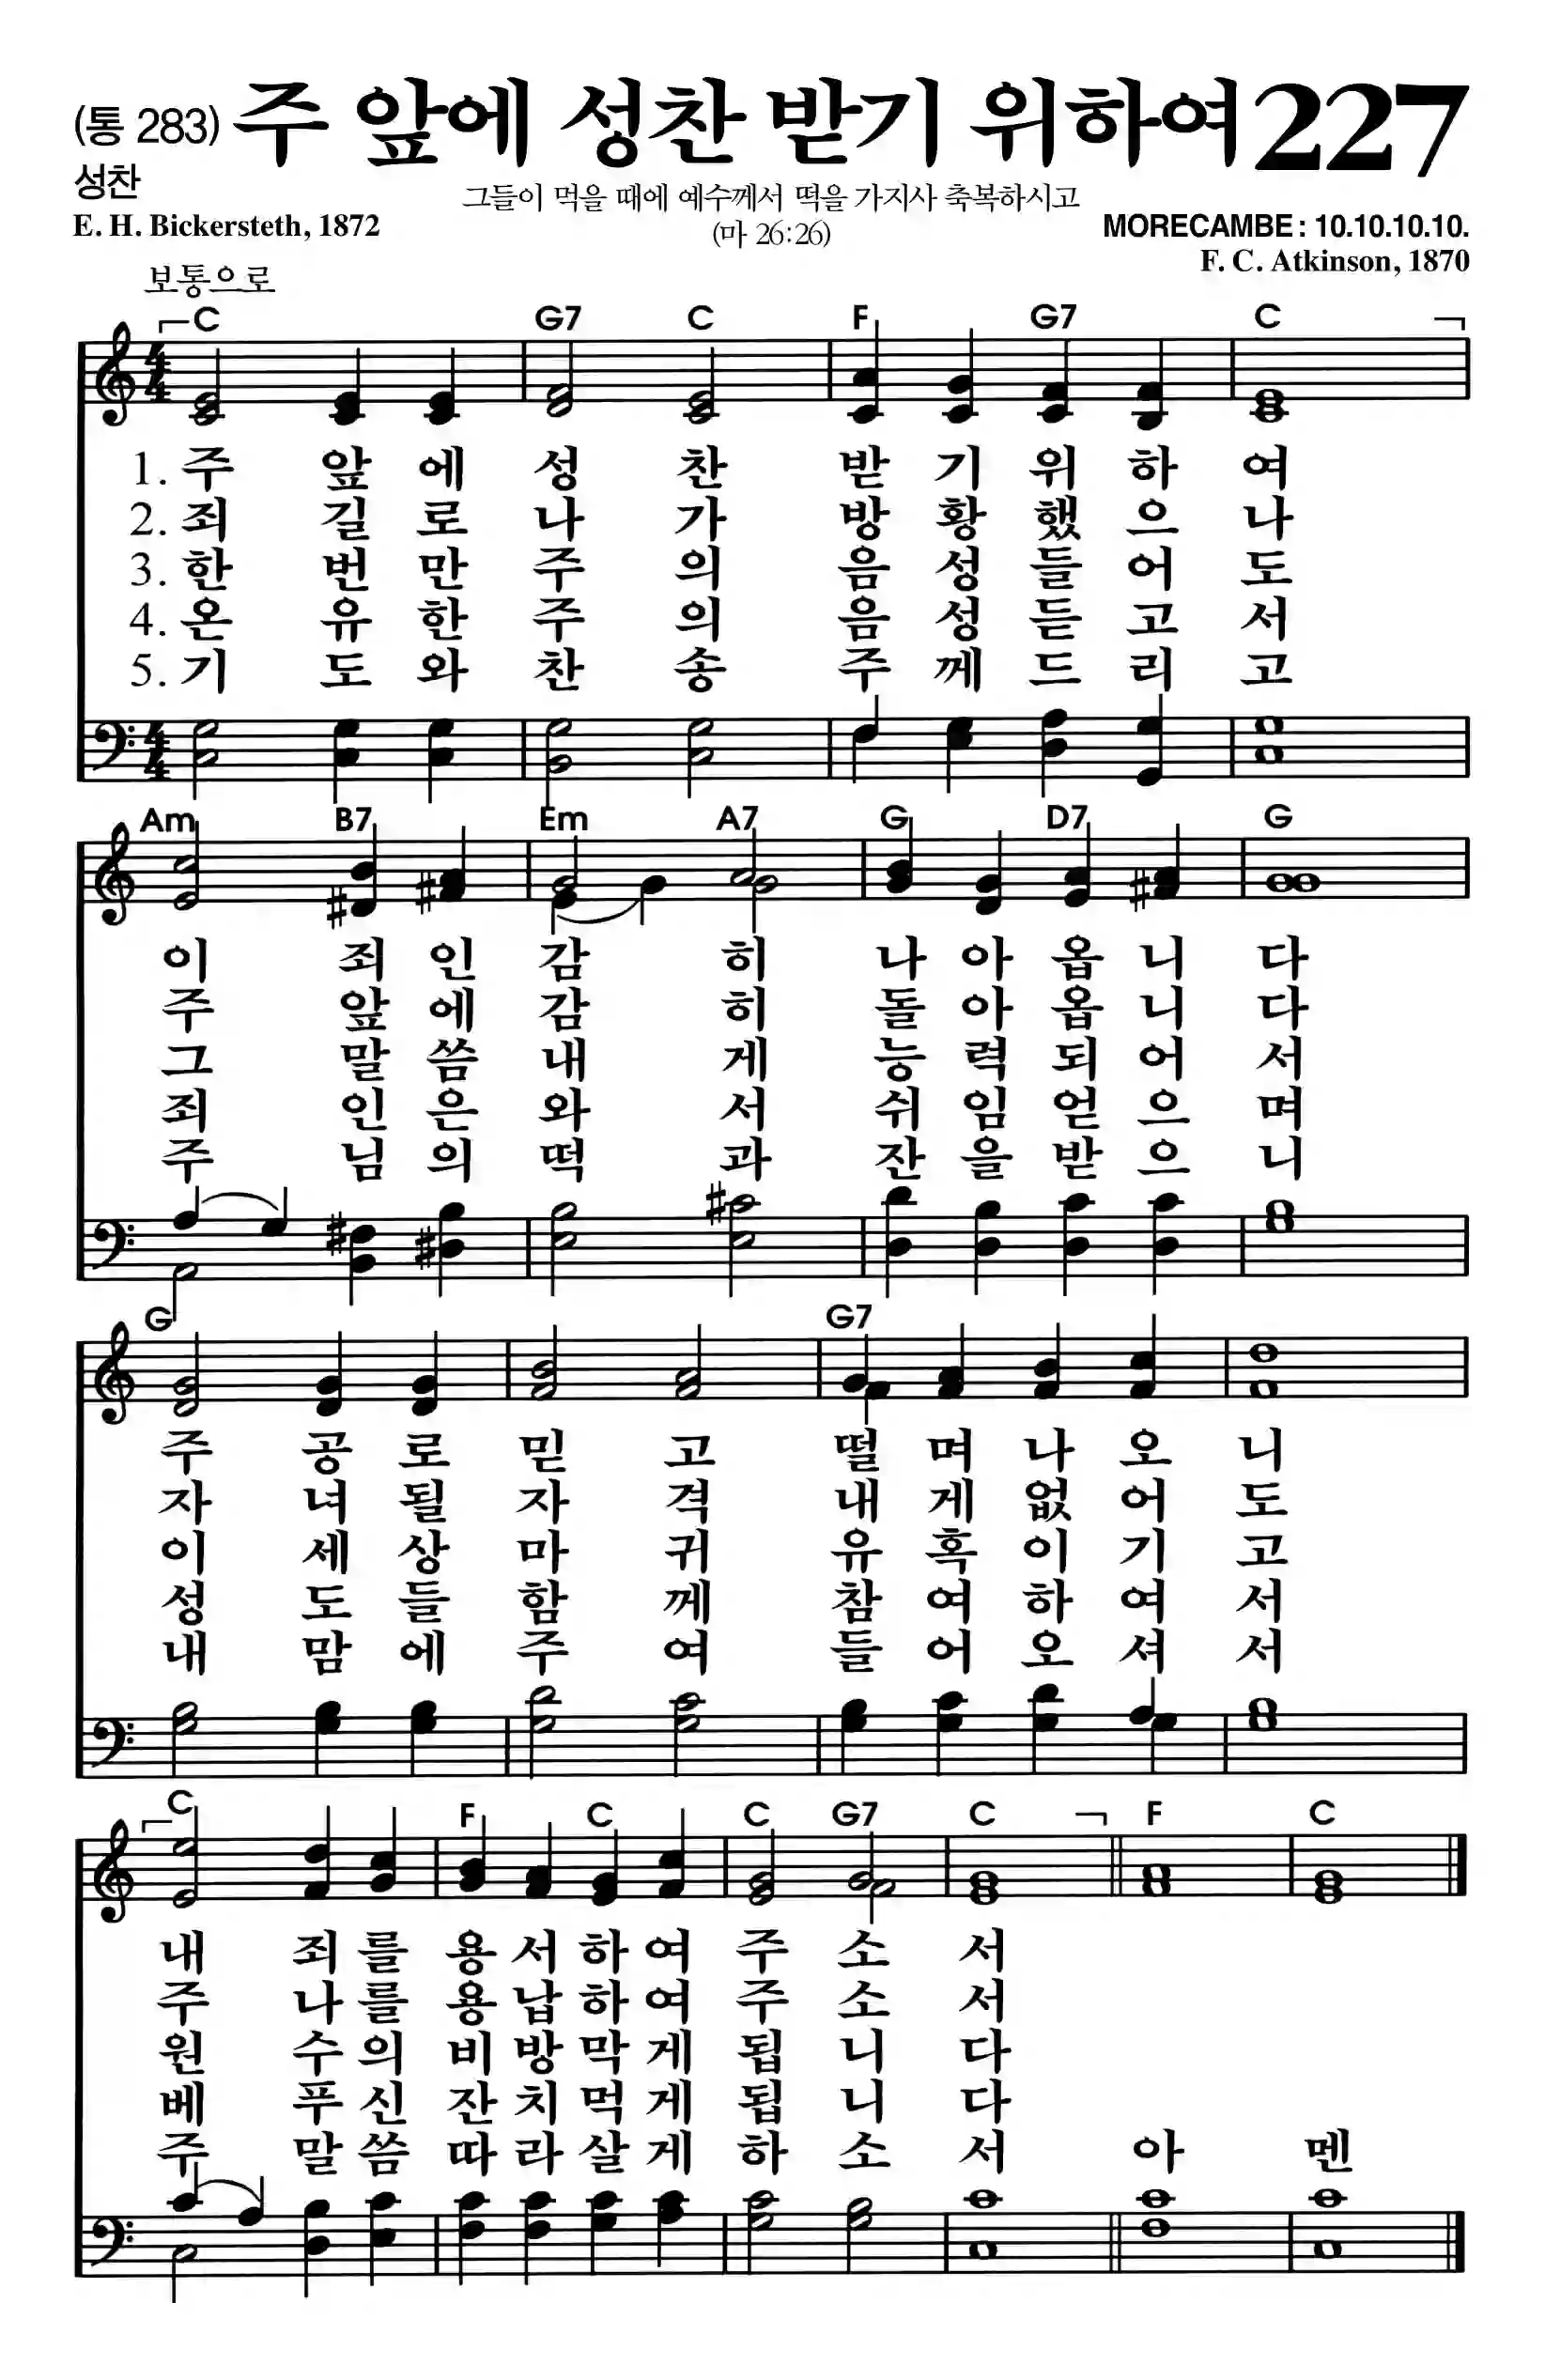 (통 283) 주 앞에 성찬 받기 위하여 227
성찬
그들이 먹을 때에 예수께서 떡을 가지사 축복하시고
E. H. Bickersteth, 1872
(마 26:26)
MORECAMBE : 10.10.10.10.
F. C. Atkinson, 1870
보통으로
C G7 C F G7 C
1. 주 앞 에 성 찬 받 기 위 하 여
2. 죄 길 로 나 가 방 황 했 으 나
3. 한 번 만 주 의 음 성 들 어 도
4. 온 유 한 주 의 음 성 듣 고 서
5. 기 도 와 찬 송 주 께 드 리 고
Am B7 Em A7 G D7 G
이 죄 인 감 히 나 아 옵 니 다
주 앞 에 감 히 돌 아 옵 니 다
그 말 씀 내 게 능 력 되 어 서
죄 인 은 와 서 쉬 임 얻 으 며
주 님 의 떡 과 잔 을 받 으 니
G G7
주 공 로 믿 고 떨 며 나 오 니
자 녀 될 자 격 내 게 없 어 도
이 세 상 마 귀 유 혹 이 기 고
성 도 들 함 께 참 여 하 여 서
내 맘 에 주 여 들 어 오 셔 서
C F C C G7 C F C
내 죄 를 용 서 하 여 주 소 서
주 나 를 용 납 하 여 주 소 서
원 수 의 비 방 막 게 됩 니 다
베 푸 신 잔 치 먹 게 됩 니 다
주 말 씀 따 라 살 게 하 소 서 아 멘